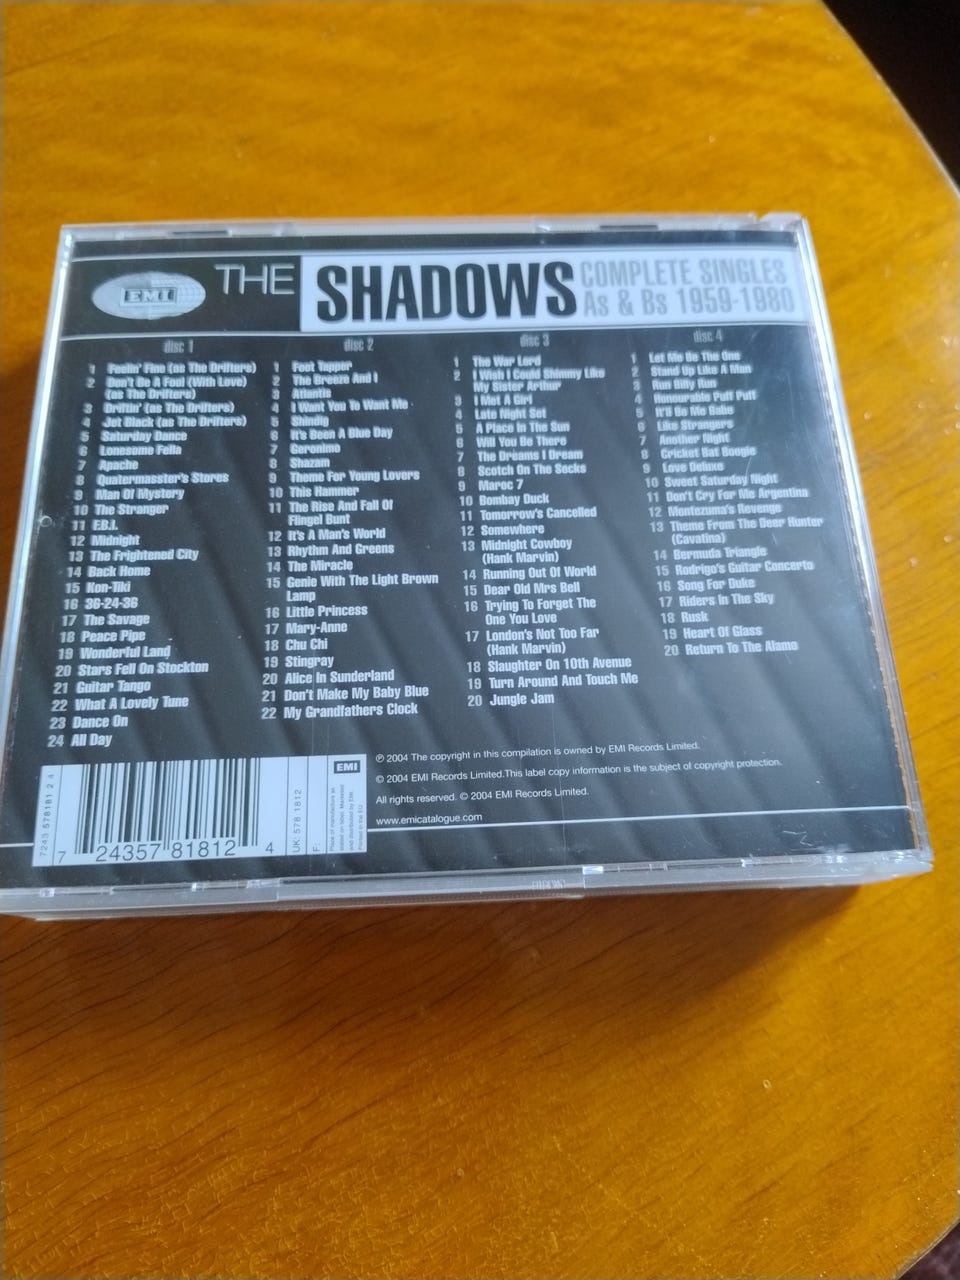 EMI
THE
SHADOWS
COMPLETE SINGLES
As & Bs 1959-1980
disc 1
1 Feelin' Fine (as The Drifters)
2 Don't Be A Fool (With Love)
(as The Drifters)
3 Driftin' (as The Drifters)
4 Jet Black (as The Drifters)
5 Saturday Dance
6 Lonesome Fella
7 Apache
8 Quatermasster's Stores
9 Man Of Mystery
10 The Stranger
11 F.B.I.
12 Midnight
13 The Frightened City
14 Back Home
15 Kon-Tiki
16 36-24-36
17 The Savage
18 Peace Pipe
19 Wonderful Land
20 Stars Fell On Stockton
21 Guitar Tango
22 What A Lovely Tune
23 Dance On
24 All Day
disc 2
1 Foot Tapper
2 The Breeze And I
3 Atlantis
4 I Want You To Want Me
5 Shindig
6 It's Been A Blue Day
7 Geronimo
8 Shazam
9 Theme For Young Lovers
10 This Hammer
11 The Rise And Fall Of
Flingel Bunt
12 It's A Man's World
13 Rhythm And Greens
14 The Miracle
15 Genie With The Light Brown
Lamp
16 Little Princess
17 Mary-Anne
18 Chu Chi
19 Stingray
20 Alice In Sunderland
21 Don't Make My Baby Blue
22 My Grandfathers Clock
disc 3
1 The War Lord
2 I Wish I Could Shimmy Like
My Sister Arthur
3 I Met A Girl
4 Late Night Set
5 A Place In The Sun
6 Will You Be There
7 The Dreams I Dream
8 Scotch On The Socks
9 Maroc 7
10 Bombay Duck
11 Tomorrow's Cancelled
12 Somewhere
13 Midnight Cowboy
(Hank Marvin)
14 Running Out Of World
15 Dear Old Mrs Bell
16 Trying To Forget The
One You Love
17 London's Not Too Far
(Hank Marvin)
18 Slaughter On 10th Avenue
19 Turn Around And Touch Me
20 Jungle Jam
disc 4
1 Let Me Be The One
2 Stand Up Like A Man
3 Run Billy Run
4 Honourable Puff Puff
5 It'll Be Me Babe
6 Like Strangers
7 Another Night
8 Cricket Bat Boogie
9 Love Deluxe
10 Sweet Saturday Night
11 Don't Cry For Me Argentina
12 Montezuma's Revenge
13 Theme From The Deer Hunter
(Cavatina)
14 Bermuda Triangle
15 Rodrigo's Guitar Concerto
16 Song For Duke
17 Riders In The Sky
18 Rusk
19 Heart Of Glass
20 Return To The Alamo
℗ 2004 The copyright in this compilation is owned by EMI Records Limited.
© 2004 EMI Records Limited.This label copy information is the subject of copyright protection.
All rights reserved. © 2004 EMI Records Limited.
www.emicatalogue.com
7243 578181 2 4
7 24357 81812 4
UK: 578 1812
F:
EMI
Place of manufacture as
stated on label. Marketed
and distributed by EMI.
Printed in the EU